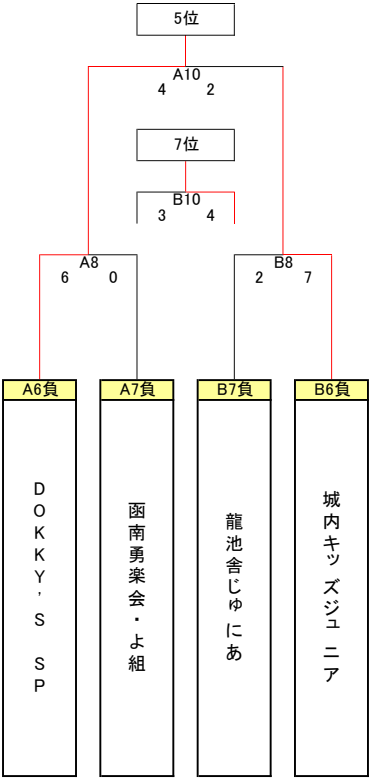 5位
A10
4 2
7位
B10
3 4
A8
6 0
B8
2 7
A6負
A7負
B7負
B6負
DOKKY'S SP
函南勇楽会・よ組
龍池舎じゅにあ
城内キッズジュニア